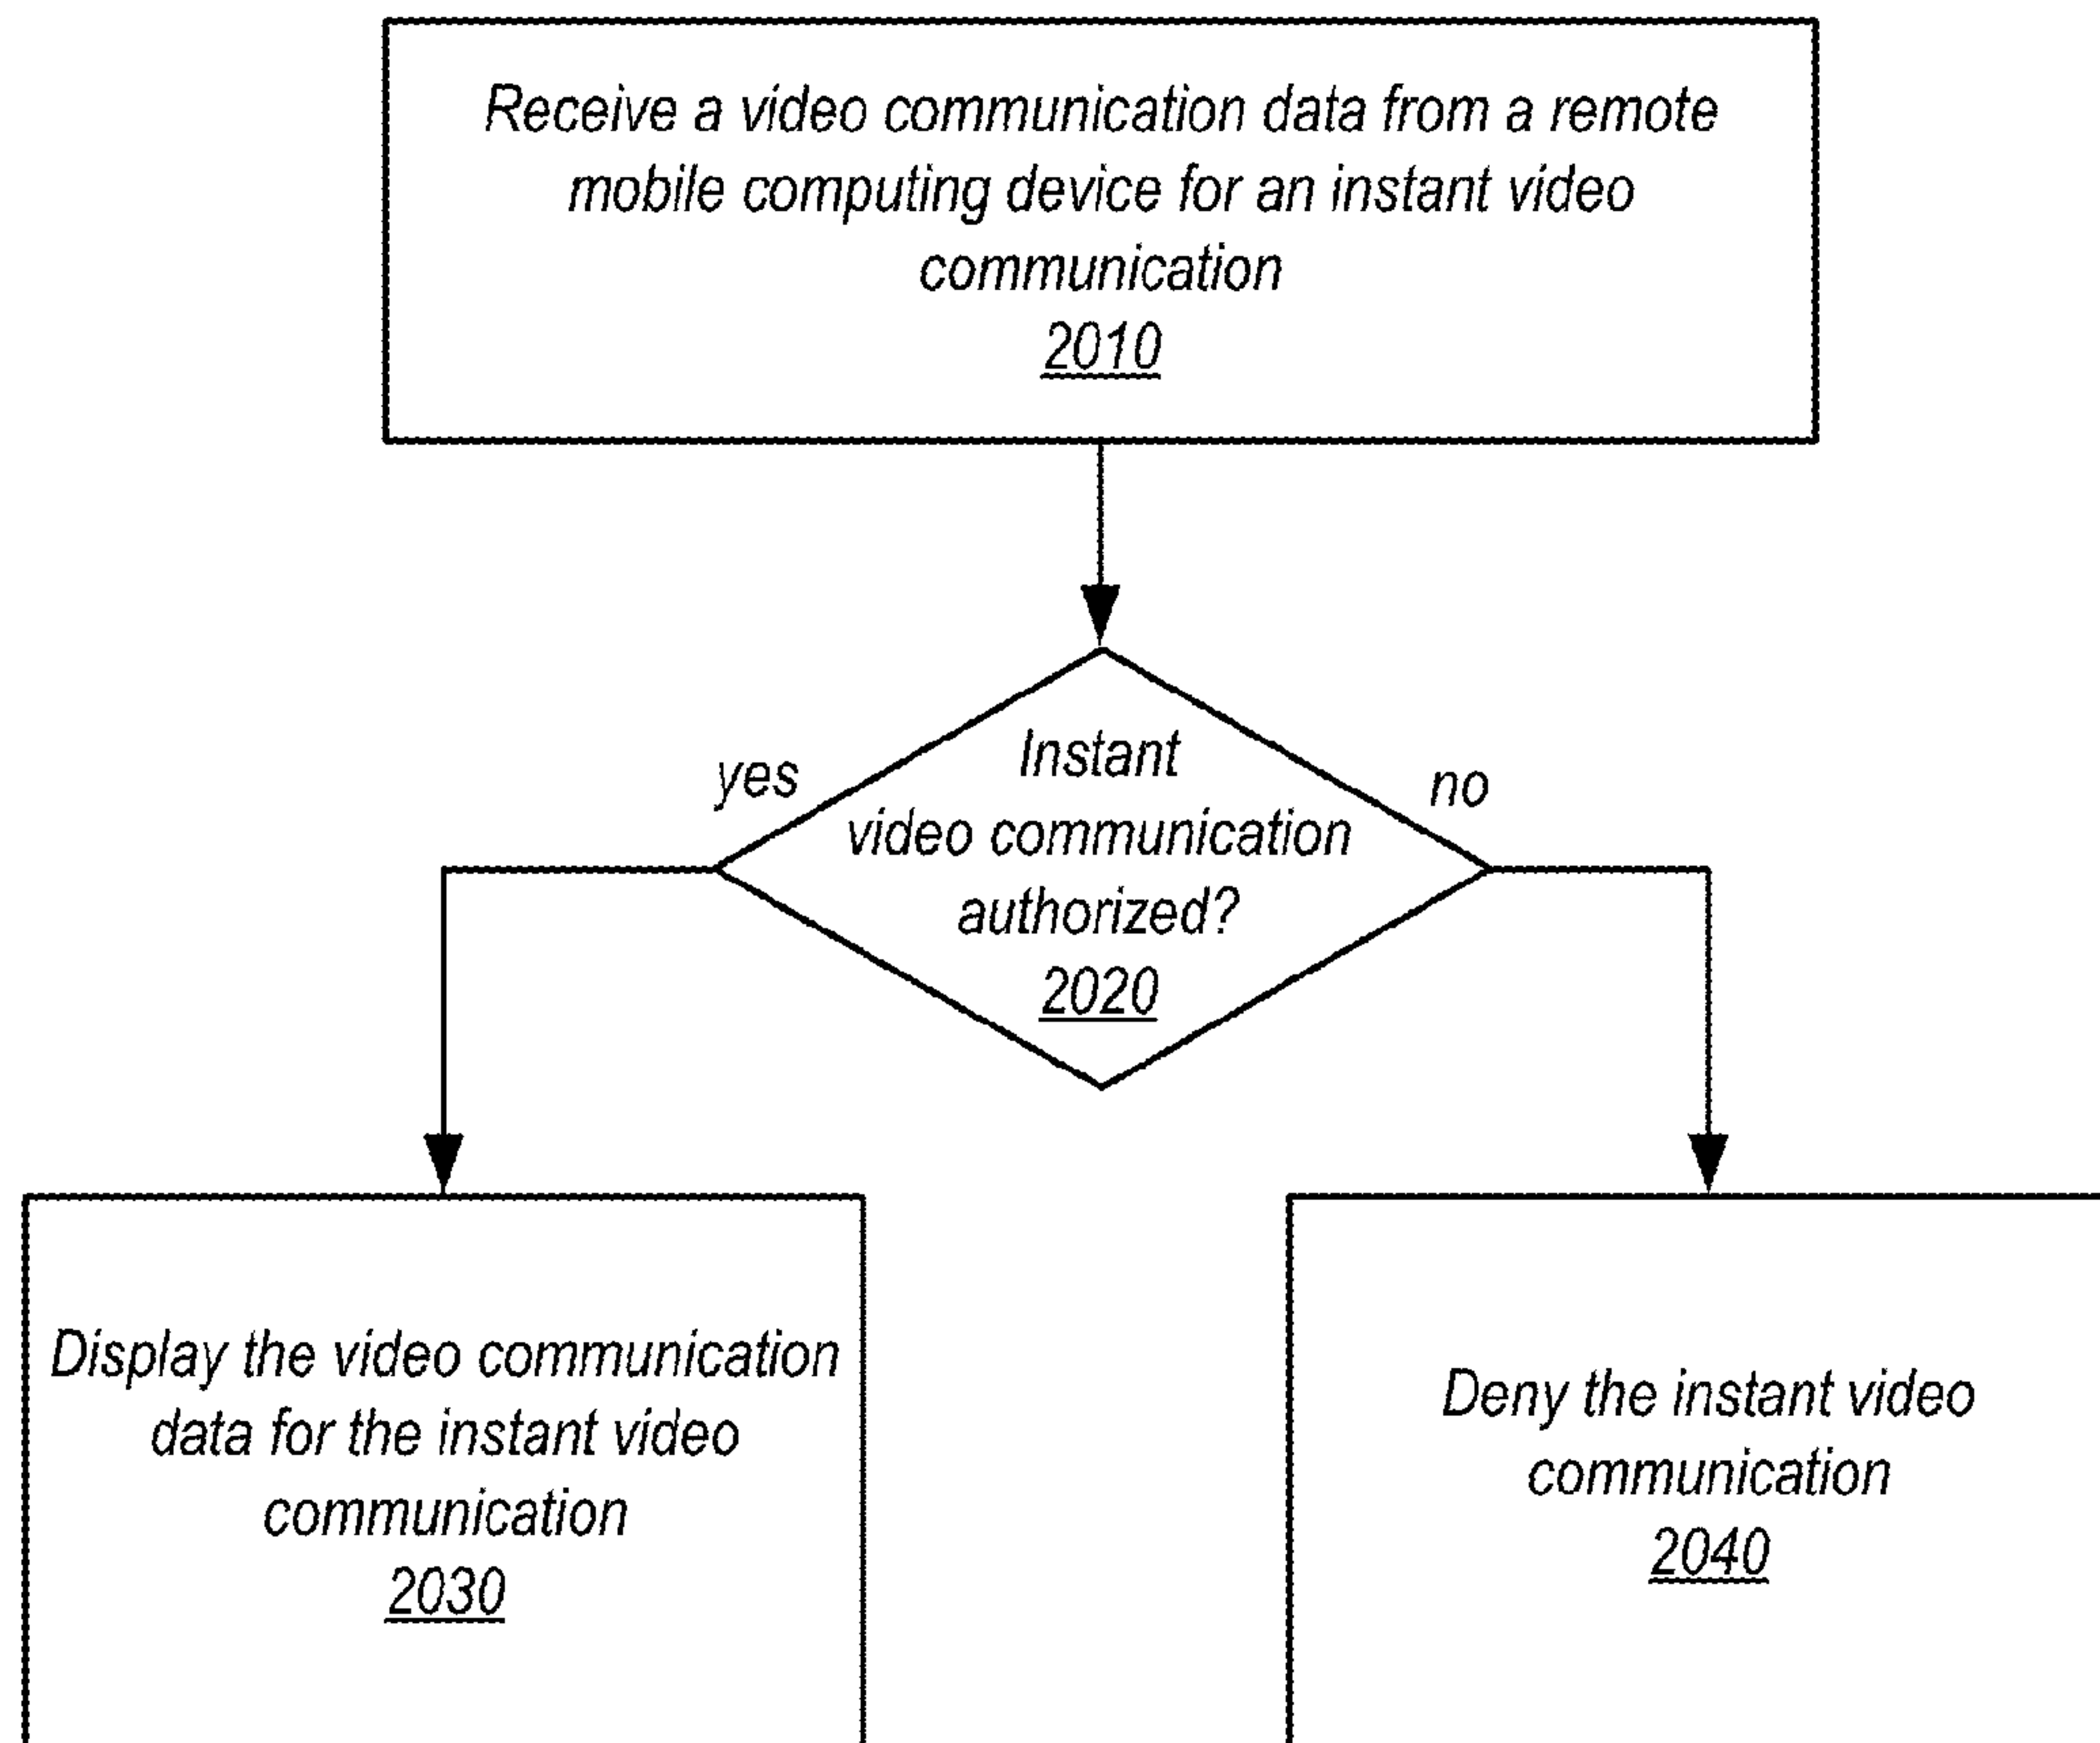 Receive a video communication data from a remote
mobile computing device for an instant video
communication
2010
yes
Instant
video communication
authorized?
2020
no
Display the video communication
data for the instant video
communication
2030
Deny the instant video
communication
2040